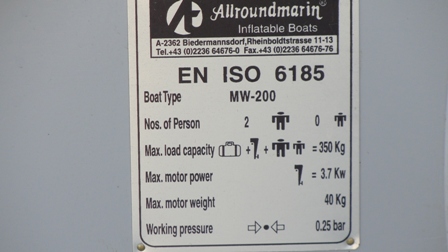 Allroundmarin®
Inflatable Boats
A-2362 Biedermannsdorf,Rheinboldtstrasse 11-13
Tel.+43 (0)2236 64676-0 Fax.+43 (0)2236 64676-76
EN ISO 6185
Boat Type MW-200
Nos. of Person 2 0
Max. load capacity + + = 350 Kg
Max. motor power = 3.7 Kw
Max. motor weight 40 Kg
Working pressure 0.25 bar